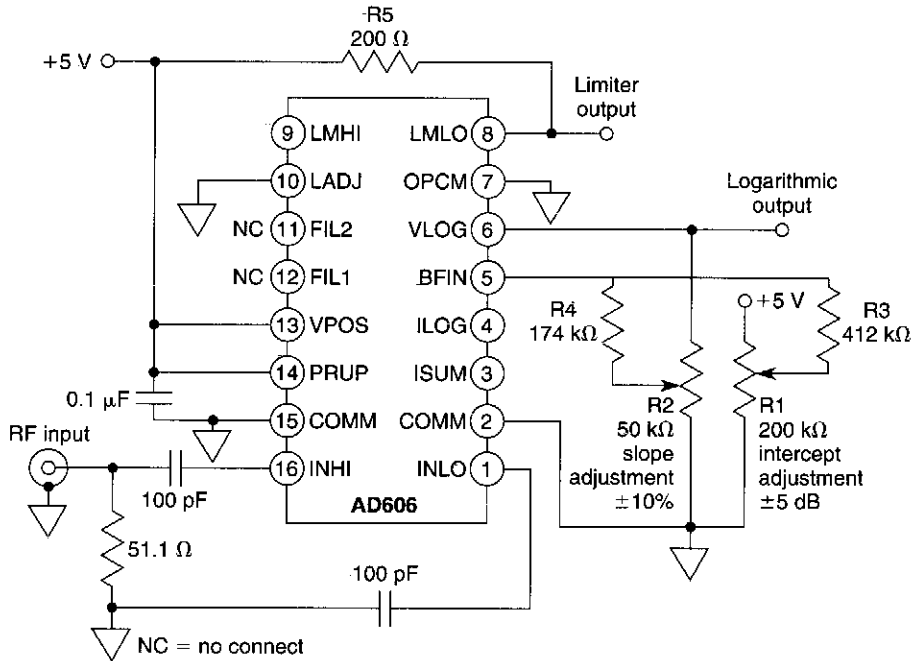 R5
200 Ω
+5 V
Limiter
output
9 LMHI LMLO 8
10 LADJ OPCM 7
Logarithmic
output
NC 11 FIL2 VLOG 6
NC 12 FIL1 BFIN 5
+5 V
R4
174 kΩ
R3
412 kΩ
13 VPOS ILOG 4
14 PRUP ISUM 3
0.1 µF
15 COMM COMM 2
R2
50 kΩ
slope
adjustment
±10%
R1
200 kΩ
intercept
adjustment
±5 dB
RF input
16 INHI INLO 1
100 pF
AD606
51.1 Ω
100 pF
NC = no connect